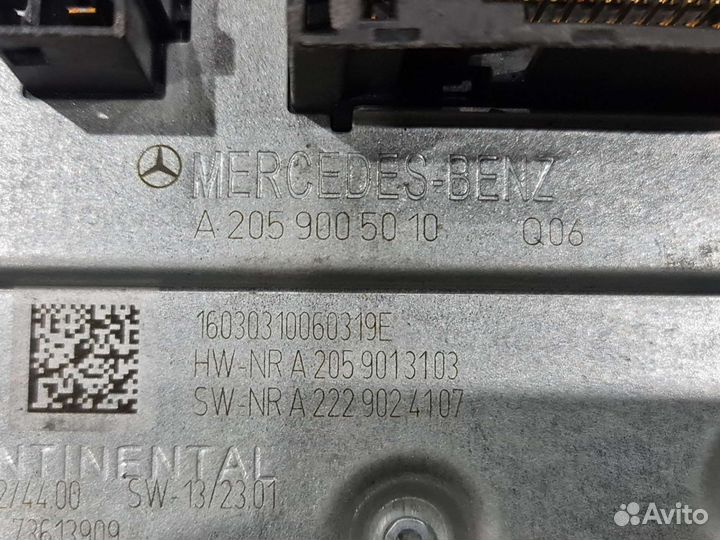 MERCEDES-BENZ
A 205 900 50 10 Q06
16030310060319E
HW-NR A 205 901 31 03
SW-NR A 222 902 41 07
NTINENTAL
2/44.00 SW-13/23.01
73613909
Avito